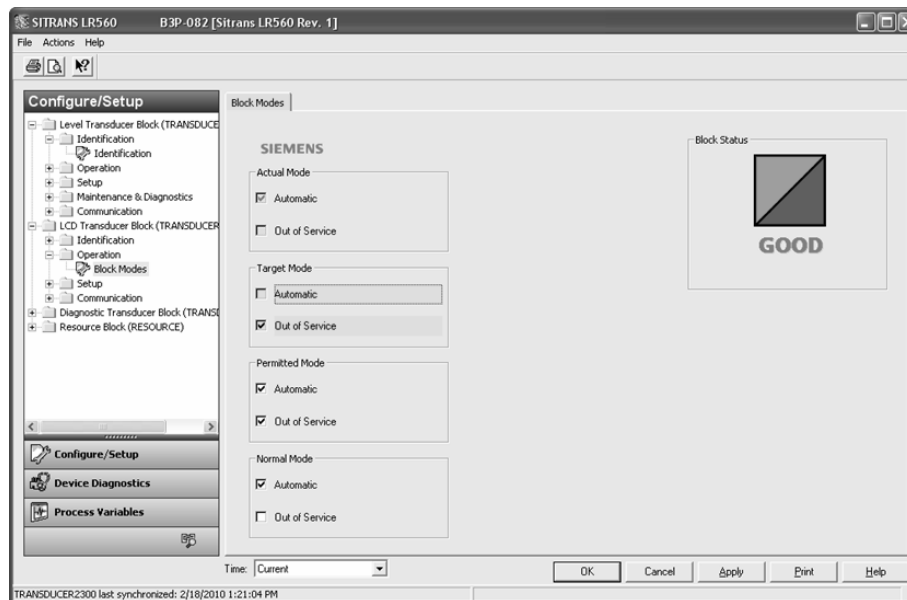 SITRANS LR560 B3P-082 [Sitrans LR560 Rev. 1]
File Actions Help
Configure/Setup
Level Transducer Block (TRANSDUCE
Identification
Identification
Operation
Setup
Maintenance & Diagnostics
Communication
LCD Transducer Block (TRANSDUCER
Identification
Operation
Block Modes
Setup
Communication
Diagnostic Transducer Block (TRANSD
Resource Block (RESOURCE)
Configure/Setup
Device Diagnostics
Process Variables
Block Modes
SIEMENS
Actual Mode
Automatic
Out of Service
Target Mode
Automatic
Out of Service
Permitted Mode
Automatic
Out of Service
Normal Mode
Automatic
Out of Service
Block Status
GOOD
Time: Current
OK Cancel Apply Print Help
TRANSDUCER2300 last synchronized: 2/18/2010 1:21:04 PM